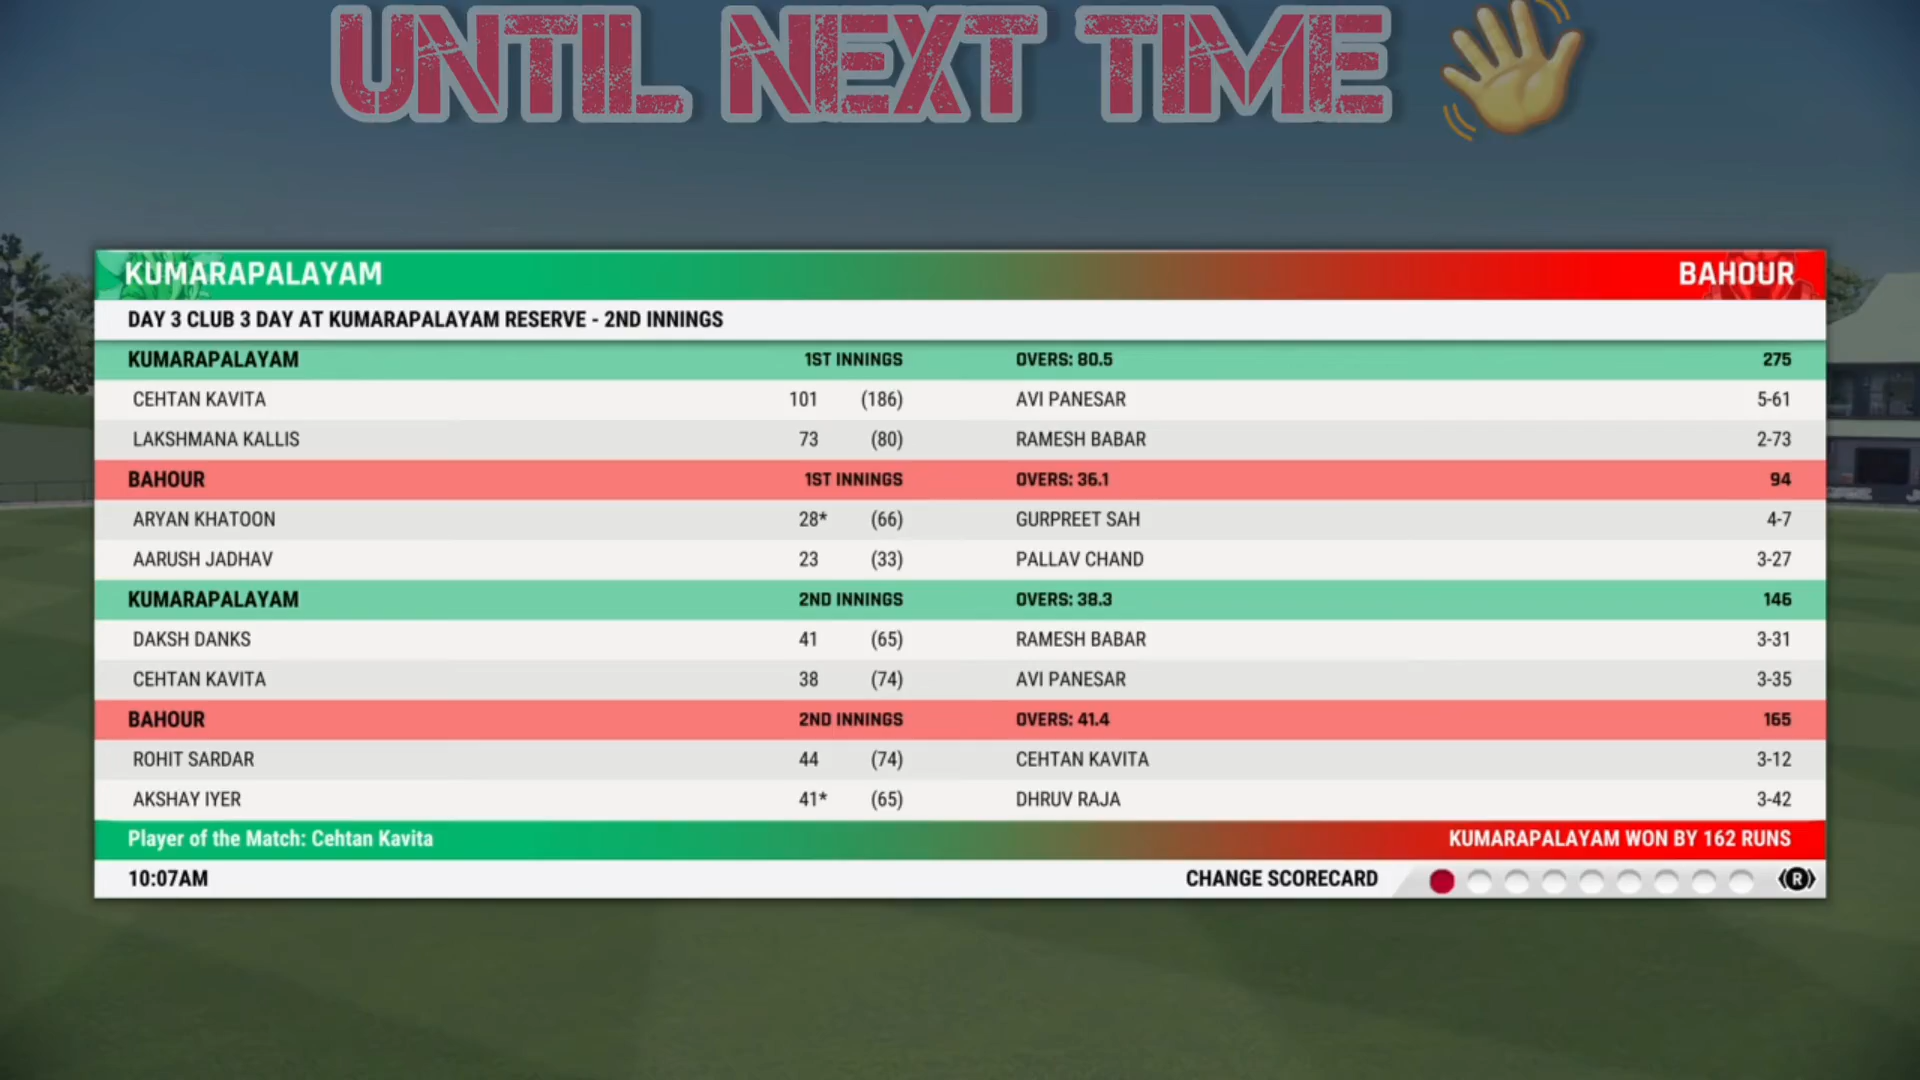 UNTIL NEXT TIME 👋
KUMARAPALAYAM BAHOUR
DAY 3 CLUB 3 DAY AT KUMARAPALAYAM RESERVE - 2ND INNINGS
KUMARAPALAYAM 1ST INNINGS OVERS: 80.5 275
CEHTAN KAVITA 101 (186) AVI PANESAR 5-61
LAKSHMANA KALLIS 73 (80) RAMESH BABAR 2-73
BAHOUR 1ST INNINGS OVERS: 36.1 94
ARYAN KHATOON 28* (66) GURPREET SAH 4-7
AARUSH JADHAV 23 (33) PALLAV CHAND 3-27
KUMARAPALAYAM 2ND INNINGS OVERS: 38.3 146
DAKSH DANKS 41 (65) RAMESH BABAR 3-31
CEHTAN KAVITA 38 (74) AVI PANESAR 3-35
BAHOUR 2ND INNINGS OVERS: 41.4 165
ROHIT SARDAR 44 (74) CEHTAN KAVITA 3-12
AKSHAY IYER 41* (65) DHRUV RAJA 3-42
Player of the Match: Cehtan Kavita KUMARAPALAYAM WON BY 162 RUNS
10:07AM CHANGE SCORECARD R